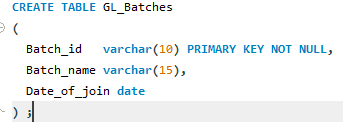 CREATE TABLE GL_Batches
(
Batch_id varchar(10) PRIMARY KEY NOT NULL,
Batch_name varchar(15),
Date_of_join date
) ;